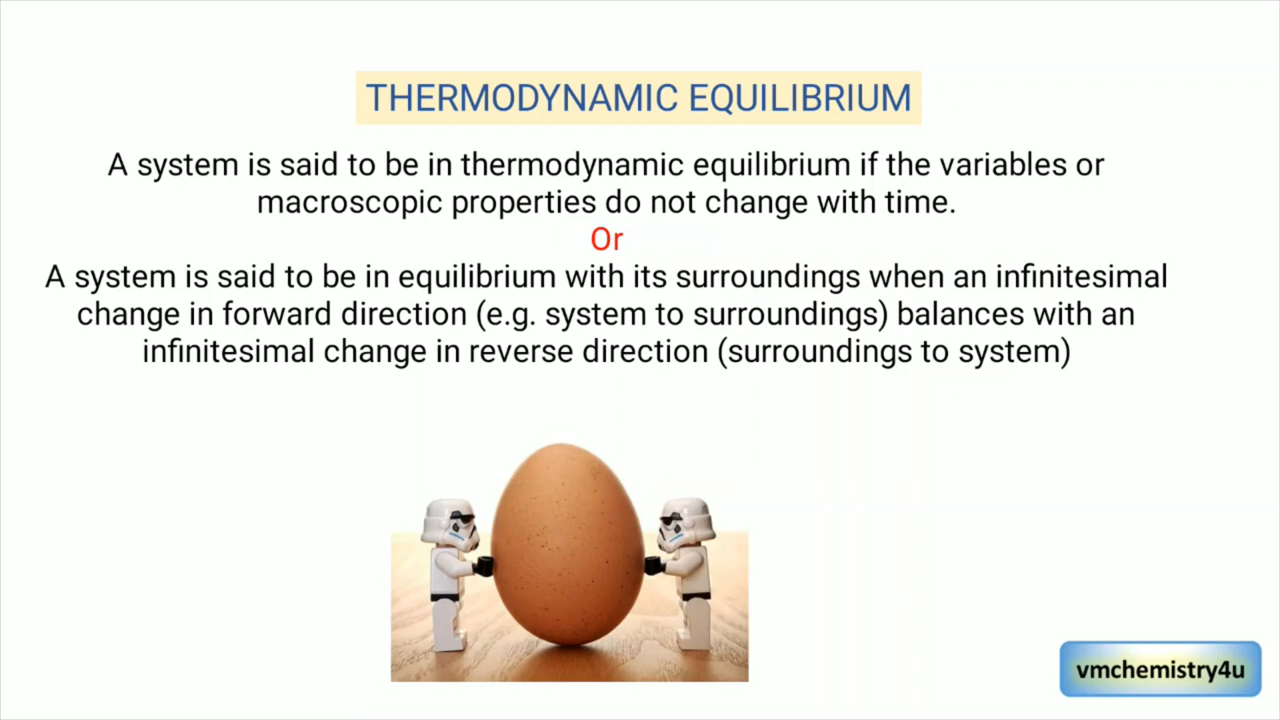 THERMODYNAMIC EQUILIBRIUM
A system is said to be in thermodynamic equilibrium if the variables or
macroscopic properties do not change with time.
Or
A system is said to be in equilibrium with its surroundings when an infinitesimal
change in forward direction (e.g. system to surroundings) balances with an
infinitesimal change in reverse direction (surroundings to system)
vmchemistry4u